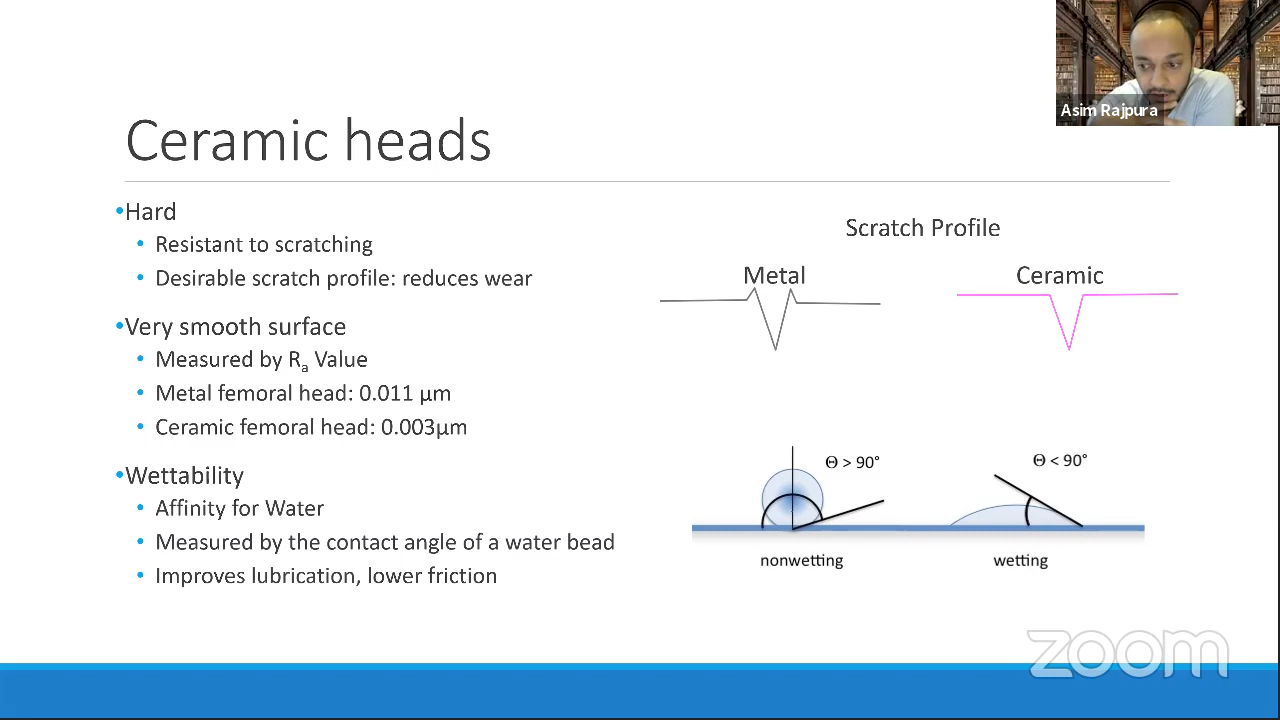 Asim Rajpura
Ceramic heads
•Hard
• Resistant to scratching
• Desirable scratch profile: reduces wear
•Very smooth surface
• Measured by Ra Value
• Metal femoral head: 0.011 µm
• Ceramic femoral head: 0.003µm
•Wettability
• Affinity for Water
• Measured by the contact angle of a water bead
• Improves lubrication, lower friction
Scratch Profile
Metal
Ceramic
Θ > 90°
Θ < 90°
nonwetting
wetting
zoom